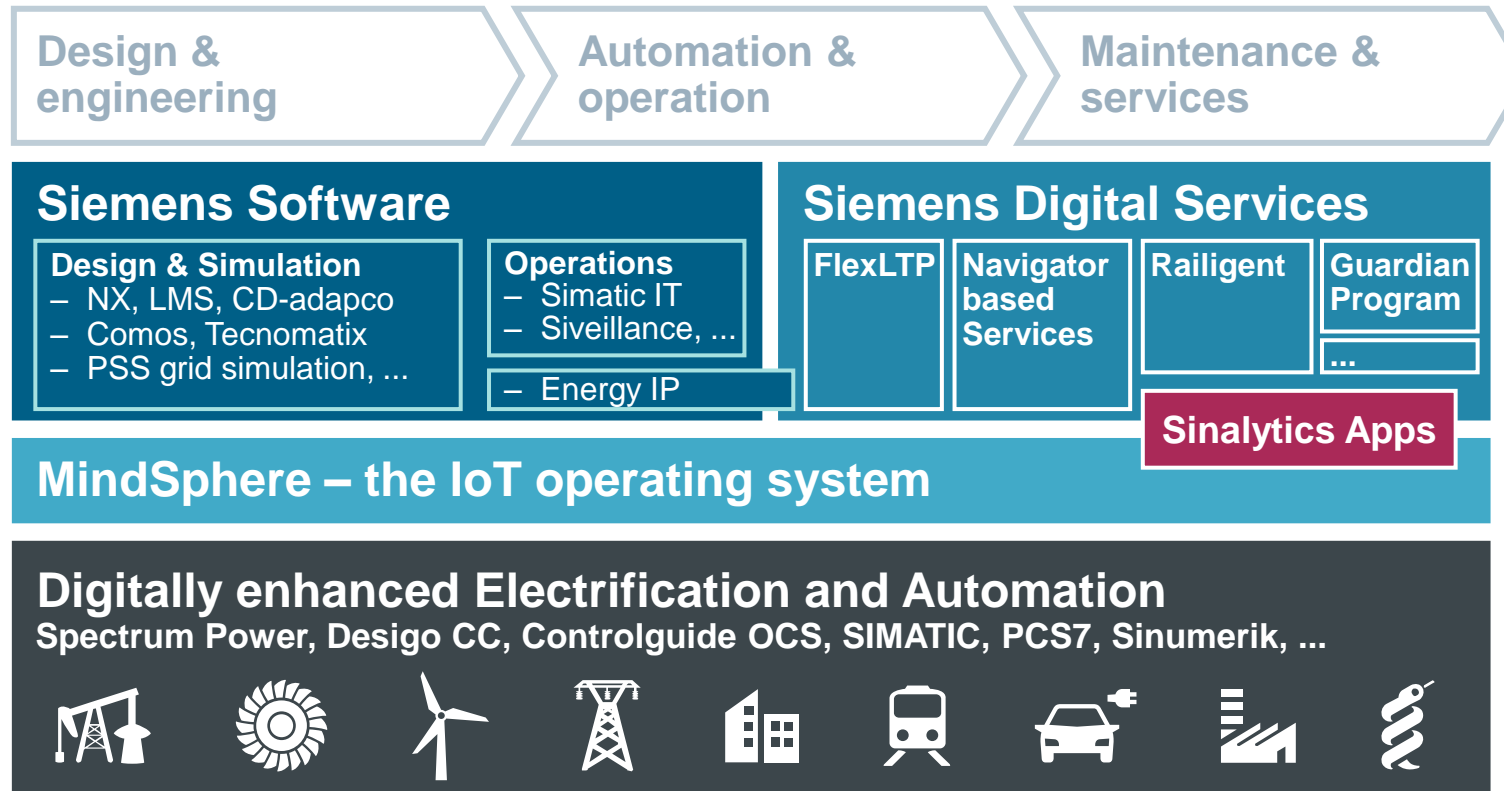 Design &
engineering
Automation &
operation
Maintenance &
services
Siemens Software
Design & Simulation
– NX, LMS, CD-adapco
– Comos, Tecnomatix
– PSS grid simulation, ...
Operations
– Simatic IT
– Siveillance, ...
– Energy IP
Siemens Digital Services
FlexLTP
Navigator
based
Services
Railigent
Guardian
Program
...
Sinalytics Apps
MindSphere – the IoT operating system
Digitally enhanced Electrification and Automation
Spectrum Power, Desigo CC, Controlguide OCS, SIMATIC, PCS7, Sinumerik, ...